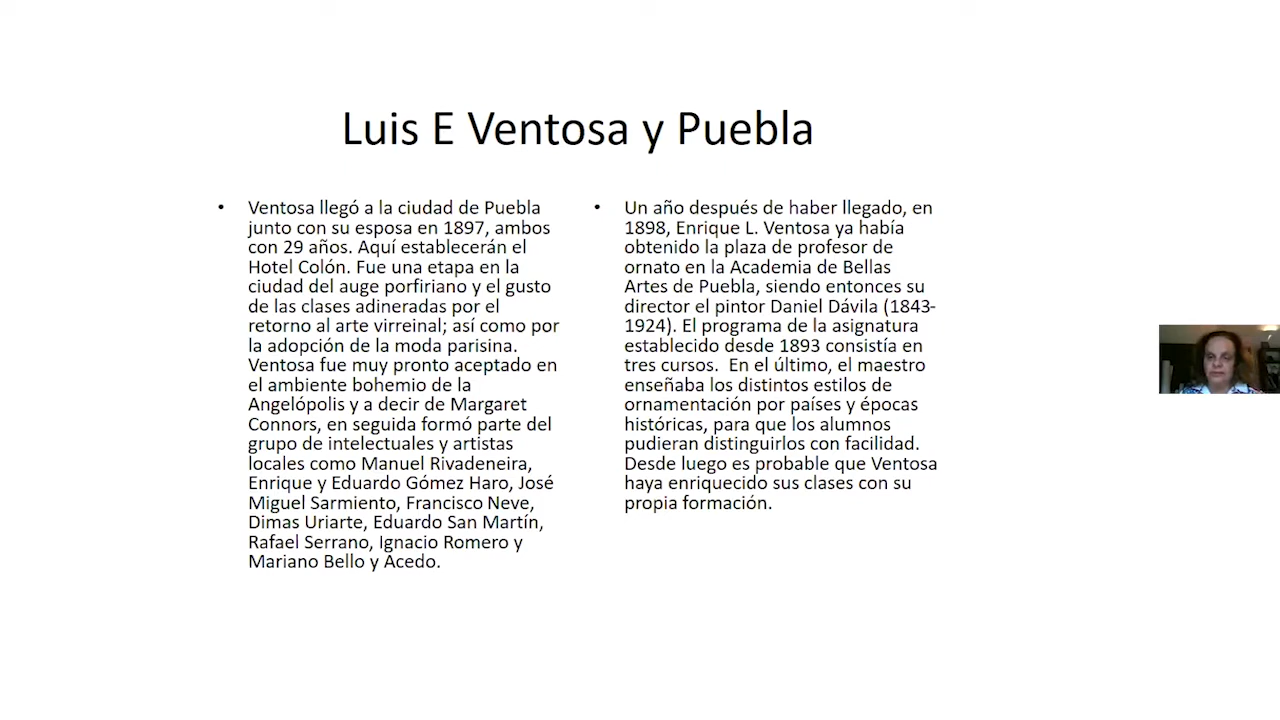 Luis E Ventosa y Puebla
• Ventosa llegó a la ciudad de Puebla
junto con su esposa en 1897, ambos
con 29 años. Aquí establecerán el
Hotel Colón. Fue una etapa en la
ciudad del auge porfiriano y el gusto
de las clases adineradas por el
retorno al arte virreinal; así como por
la adopción de la moda parisina.
Ventosa fue muy pronto aceptado en
el ambiente bohemio de la
Angelópolis y a decir de Margaret
Connors, en seguida formó parte del
grupo de intelectuales y artistas
locales como Manuel Rivadeneira,
Enrique y Eduardo Gómez Haro, José
Miguel Sarmiento, Francisco Neve,
Dimas Uriarte, Eduardo San Martín,
Rafael Serrano, Ignacio Romero y
Mariano Bello y Acedo.
• Un año después de haber llegado, en
1898, Enrique L. Ventosa ya había
obtenido la plaza de profesor de
ornato en la Academia de Bellas
Artes de Puebla, siendo entonces su
director el pintor Daniel Dávila (1843-
1924). El programa de la asignatura
establecido desde 1893 consistía en
tres cursos.  En el último, el maestro
enseñaba los distintos estilos de
ornamentación por países y épocas
históricas, para que los alumnos
pudieran distinguirlos con facilidad.
Desde luego es probable que Ventosa
haya enriquecido sus clases con su
propia formación.